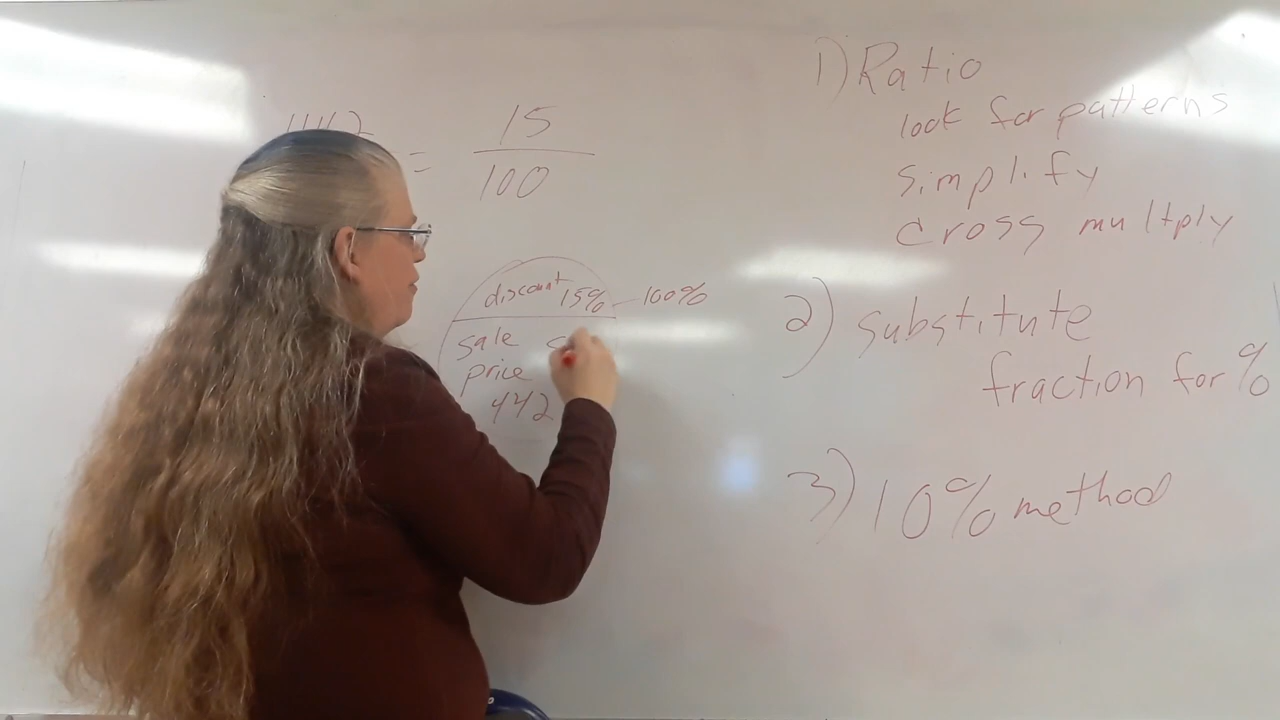 =
15
100
discount 15% - 100%
sale
price
442
1) Ratio
look for patterns
simplify
cross multply
2) substitute
fraction for %
3) 10% method